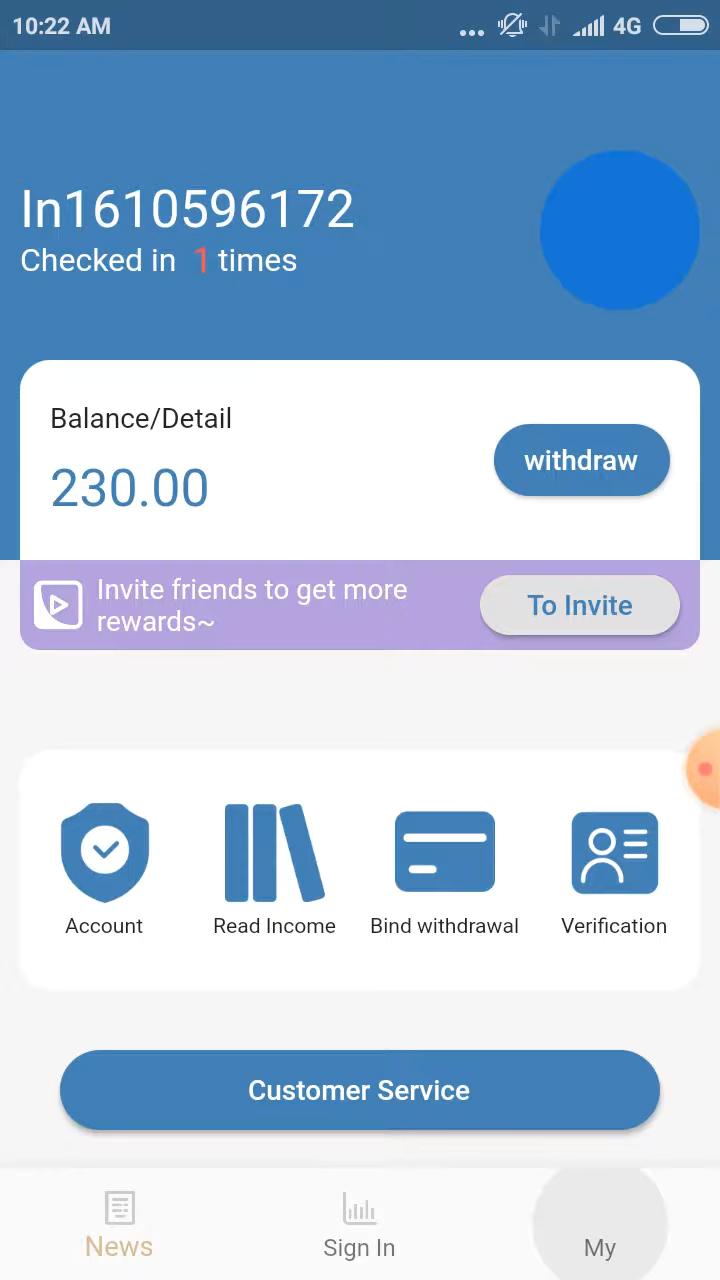 10:22 AM
4G
In1610596172
Checked in 1 times
Balance/Detail
withdraw
230.00
Invite friends to get more
rewards~
To Invite
Account
Read Income
Bind withdrawal
Verification
Customer Service
News
Sign In
My